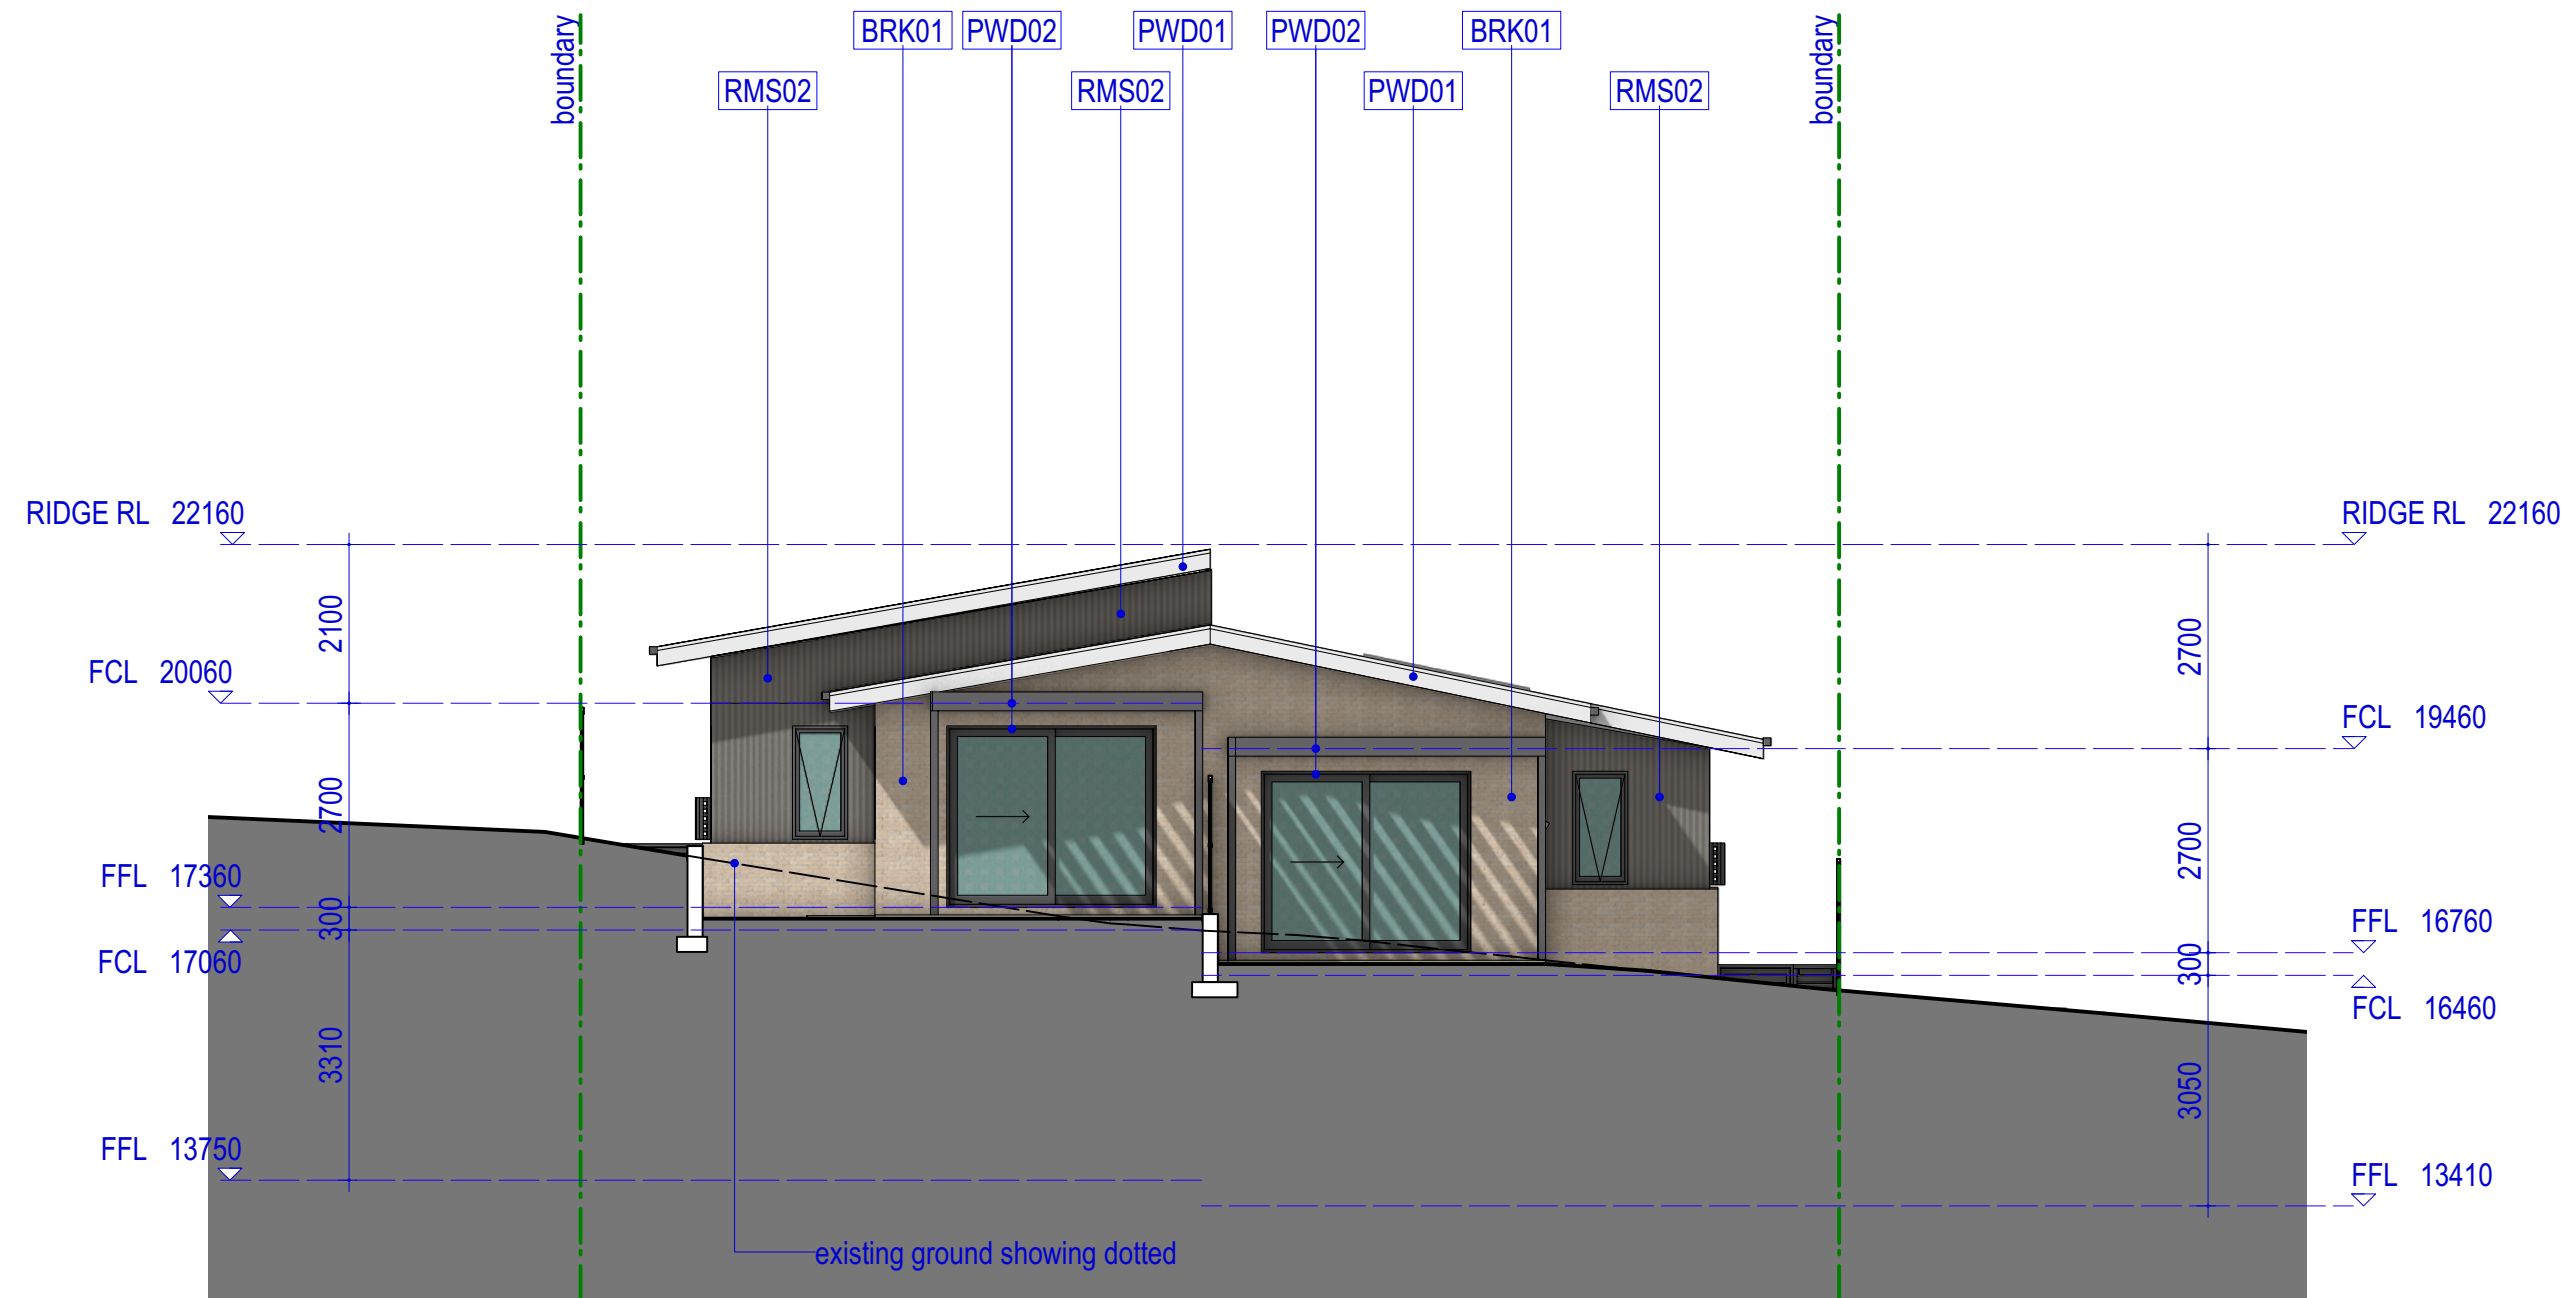 boundary
BRK01
PWD02
PWD01
PWD02
BRK01
boundary
RMS02
RMS02
PWD01
RMS02
RIDGE RL 22160
RIDGE RL 22160
2100
2700
FCL 20060
FCL 19460
2700
2700
FFL 17360
300
FCL 17060
FFL 16760
300
FCL 16460
3310
3050
FFL 13750
FFL 13410
existing ground showing dotted